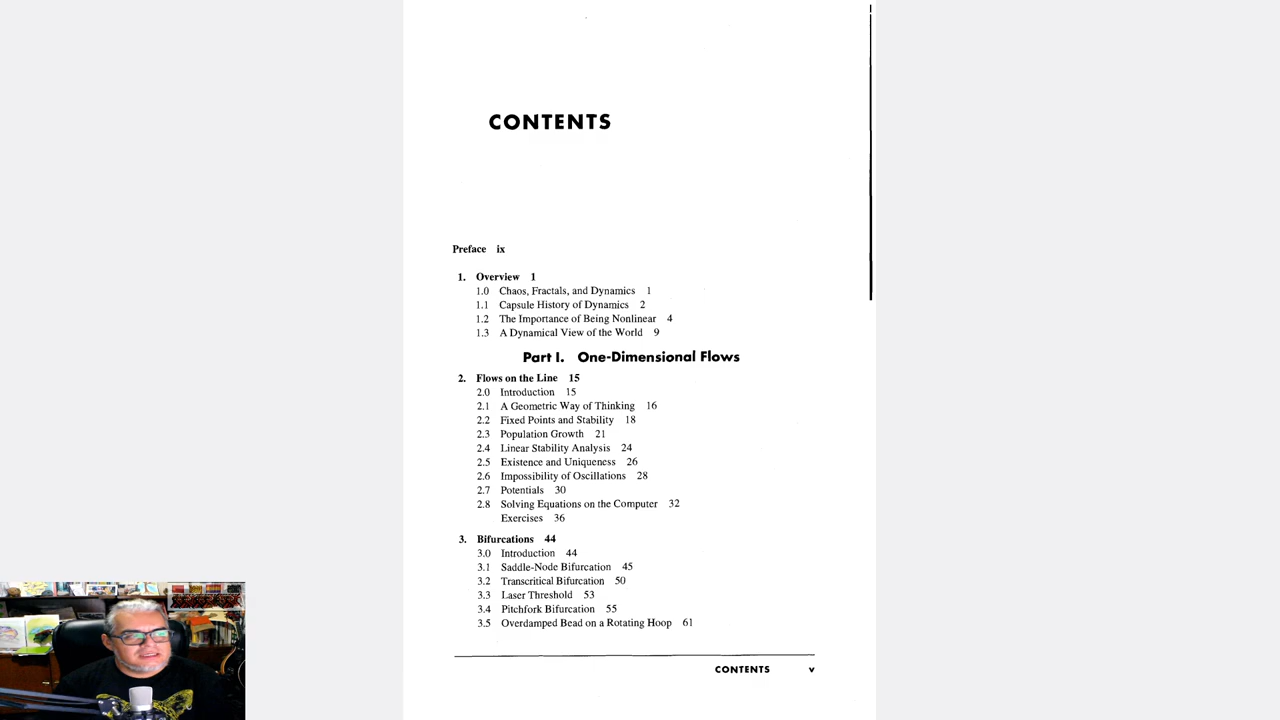 CONTENTS
Preface ix
1. Overview 1
1.0 Chaos, Fractals, and Dynamics 1
1.1 Capsule History of Dynamics 2
1.2 The Importance of Being Nonlinear 4
1.3 A Dynamical View of the World 9
Part I. One-Dimensional Flows
2. Flows on the Line 15
2.0 Introduction 15
2.1 A Geometric Way of Thinking 16
2.2 Fixed Points and Stability 18
2.3 Population Growth 21
2.4 Linear Stability Analysis 24
2.5 Existence and Uniqueness 26
2.6 Impossibility of Oscillations 28
2.7 Potentials 30
2.8 Solving Equations on the Computer 32
Exercises 36
3. Bifurcations 44
3.0 Introduction 44
3.1 Saddle-Node Bifurcation 45
3.2 Transcritical Bifurcation 50
3.3 Laser Threshold 53
3.4 Pitchfork Bifurcation 55
3.5 Overdamped Bead on a Rotating Hoop 61
CONTENTS v